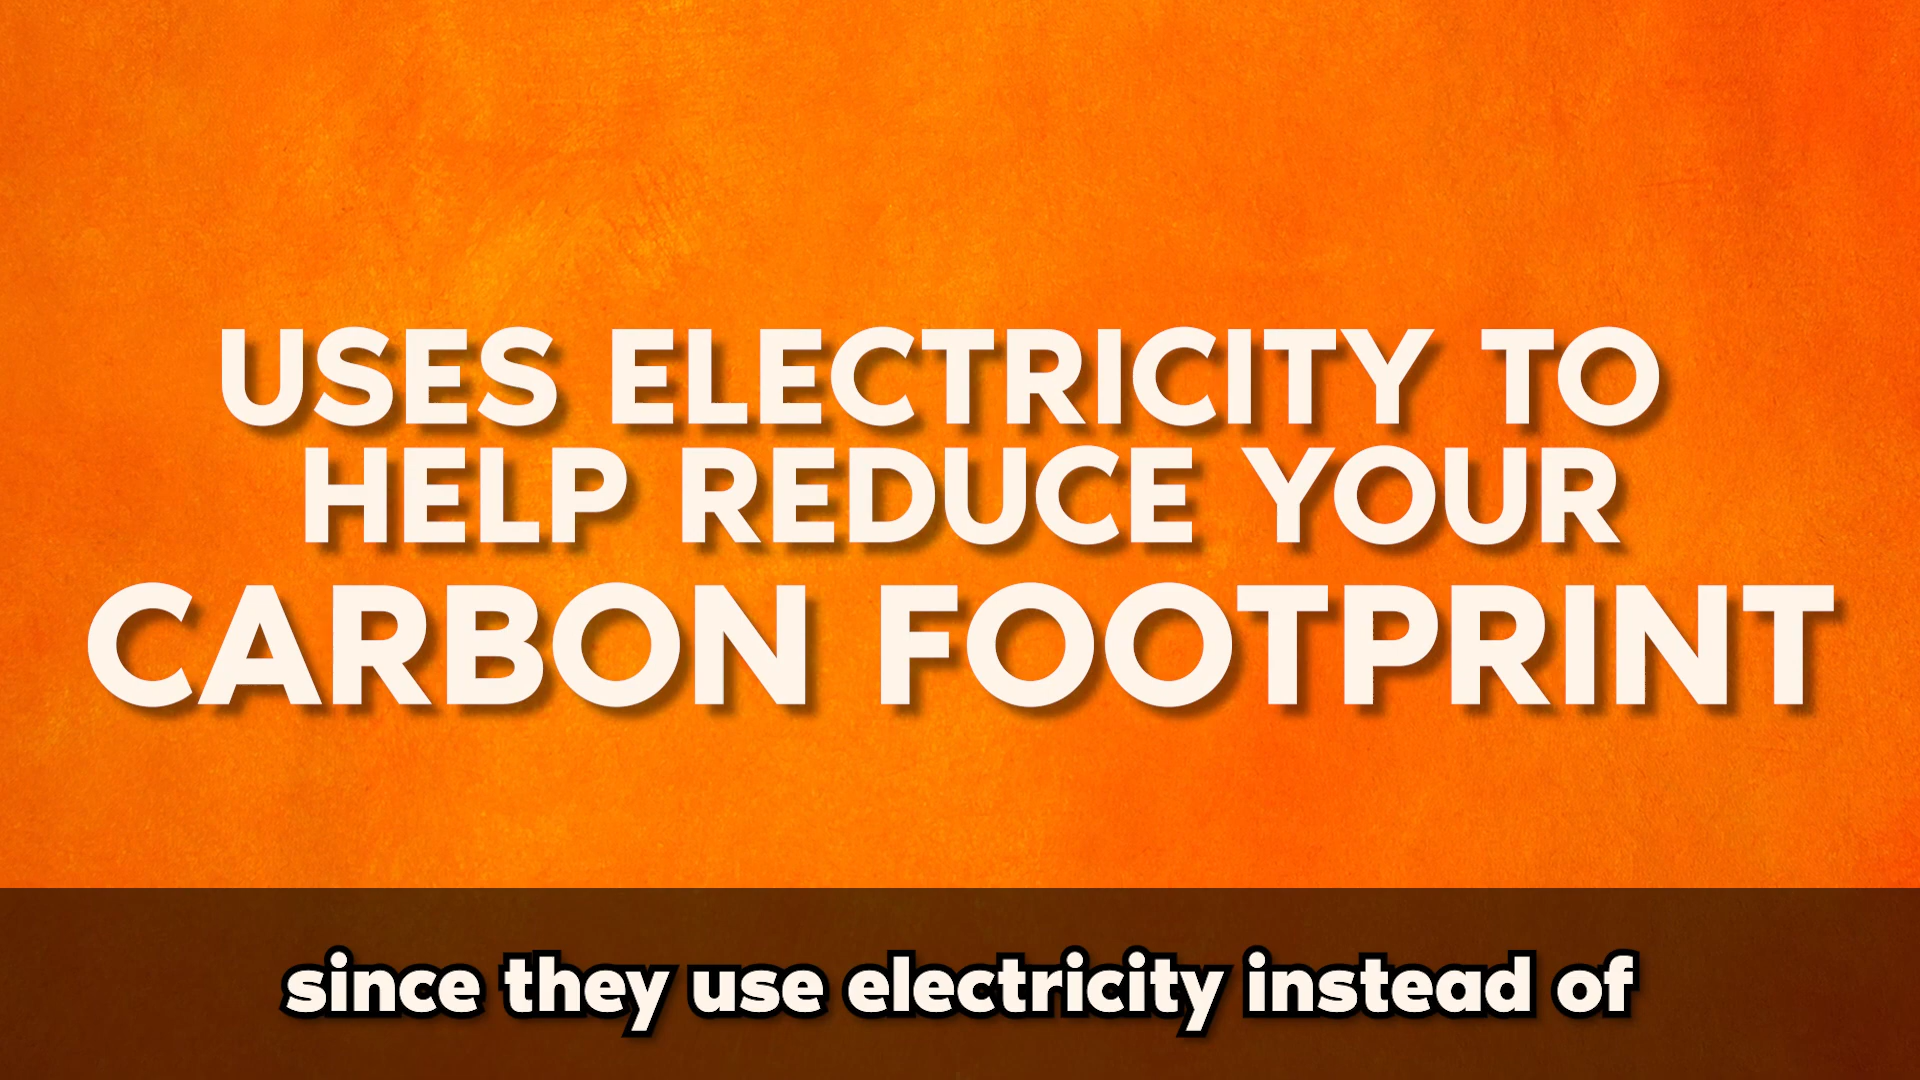 USES ELECTRICITY TO
HELP REDUCE YOUR
CARBON FOOTPRINT
since they use electricity instead of